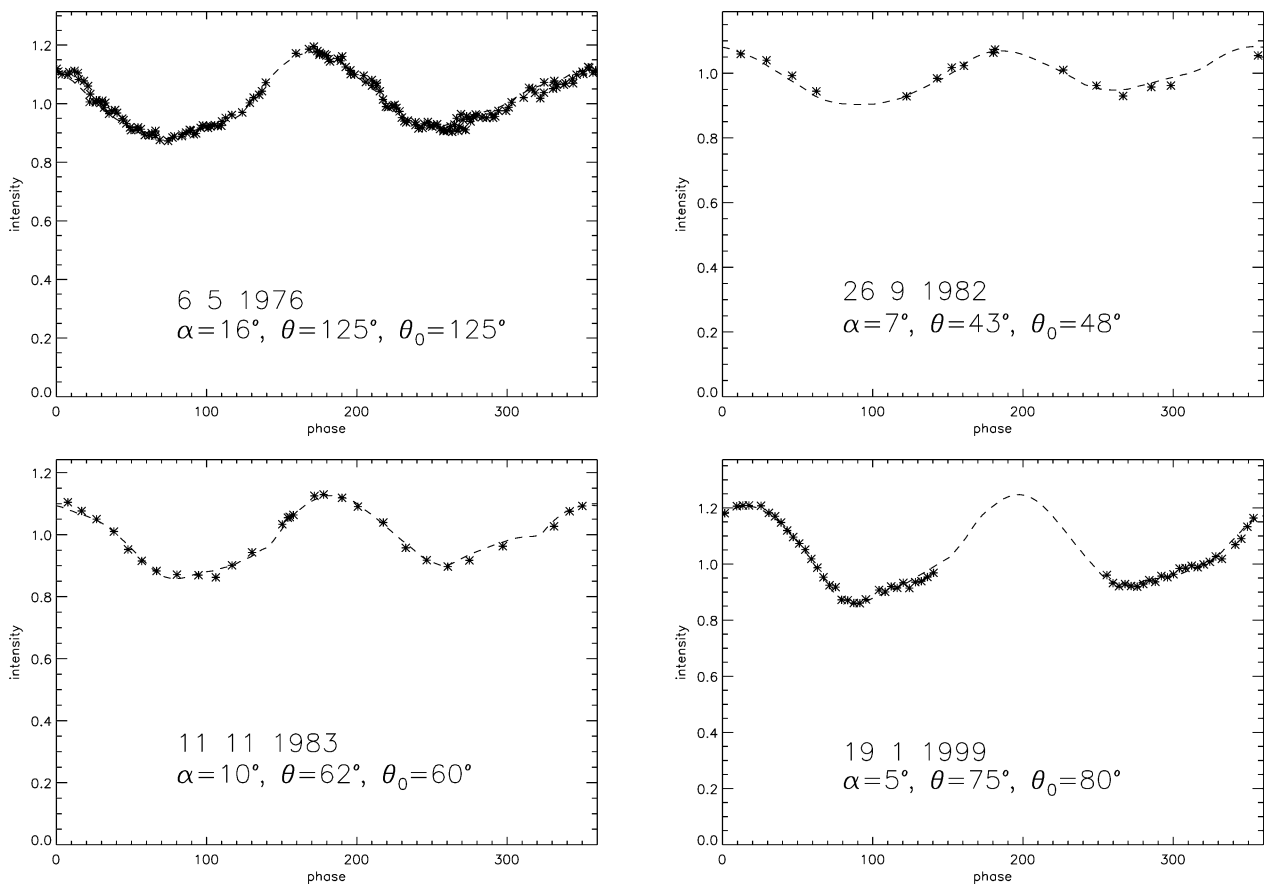 1.2
1.0
0.8
0.6
0.4
0.2
0.0
intensity
0 100 200 300
phase
6 5 1976
α=16°, θ=125°, θ₀=125°
1.0
0.8
0.6
0.4
0.2
0.0
intensity
0 100 200 300
phase
26 9 1982
α=7°, θ=43°, θ₀=48°
1.2
1.0
0.8
0.6
0.4
0.2
0.0
intensity
0 100 200 300
phase
11 11 1983
α=10°, θ=62°, θ₀=60°
1.2
1.0
0.8
0.6
0.4
0.2
0.0
intensity
0 100 200 300
phase
19 1 1999
α=5°, θ=75°, θ₀=80°